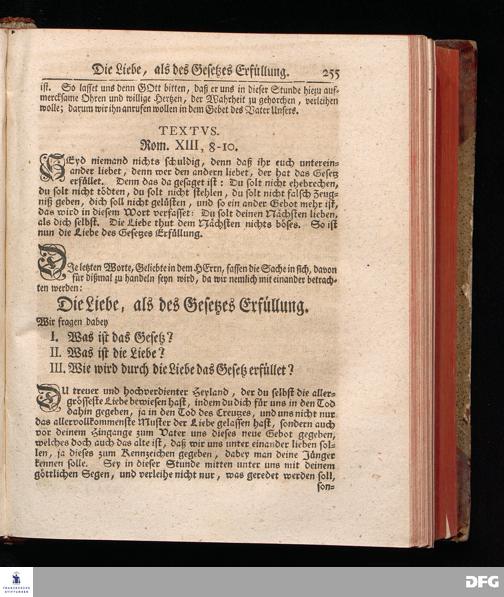 Die Liebe, als des Gesetzes Erfüllung. 255
ist. So lasset uns denn GOtt bitten, daß er uns in dieser Stunde hiezu auf-
mercksame Ohren und willige Hertzen, der Wahrheit zu gehorchen, verleihen
wolle; darum wir ihn anrufen wollen in dem Gebet des Vater Unsers.
TEXTVS.
Rom. XIII, 8-10.
SEyd niemand nichts schuldig, denn daß ihr euch unterein-
ander liebet, denn wer den andern liebet, der hat das Gesetz
erfüllet. Denn das da gesaget ist: Du solt nicht ehebrechen,
du solt nicht tödten, du solt nicht stehlen, du solt nicht falsch Zeug-
niß geben, dich soll nicht gelüsten, und so ein ander Gebot mehr ist,
das wird in diesem Wort verfasset: Du solt deinen Nächsten lieben,
als dich selbst. Die Liebe thut dem Nächsten nichts böses. So ist
nun die Liebe des Gesetzes Erfüllung.
DIe letzten Worte, Geliebte in dem HErrn, fassen die Sache in sich, davon
für dißmal zu handeln seyn wird, da wir nemlich mit einander betrach-
ten werden:
Die Liebe, als des Gesetzes Erfüllung.
Wir fragen dabey
I. Was ist das Gesetz?
II. Was ist die Liebe?
III. Wie wird durch die Liebe das Gesetz erfüllet?
DU treuer und hochverdienter Heyland, der du selbst die aller-
grösseste Liebe bewiesen hast, indem du dich für uns in den Tod
dahin gegeben, ja in den Tod des Creutzes, und uns nicht nur
das allervollkommenste Muster der Liebe gelassen hast, sondern auch
vor deinem Hingange zum Vater uns dieses neue Gebot gegeben,
welches doch auch das alte ist, daß wir uns unter einander lieben sol-
len, ja dieses zum Kennzeichen gegeben, dabey man deine Jünger
kennen solle. Sey in dieser Stunde mitten unter uns mit deinem
göttlichen Segen, und verleihe nicht nur, was geredet werden soll,
son-
FRANCKESCHE
STIFTUNGEN
DFG